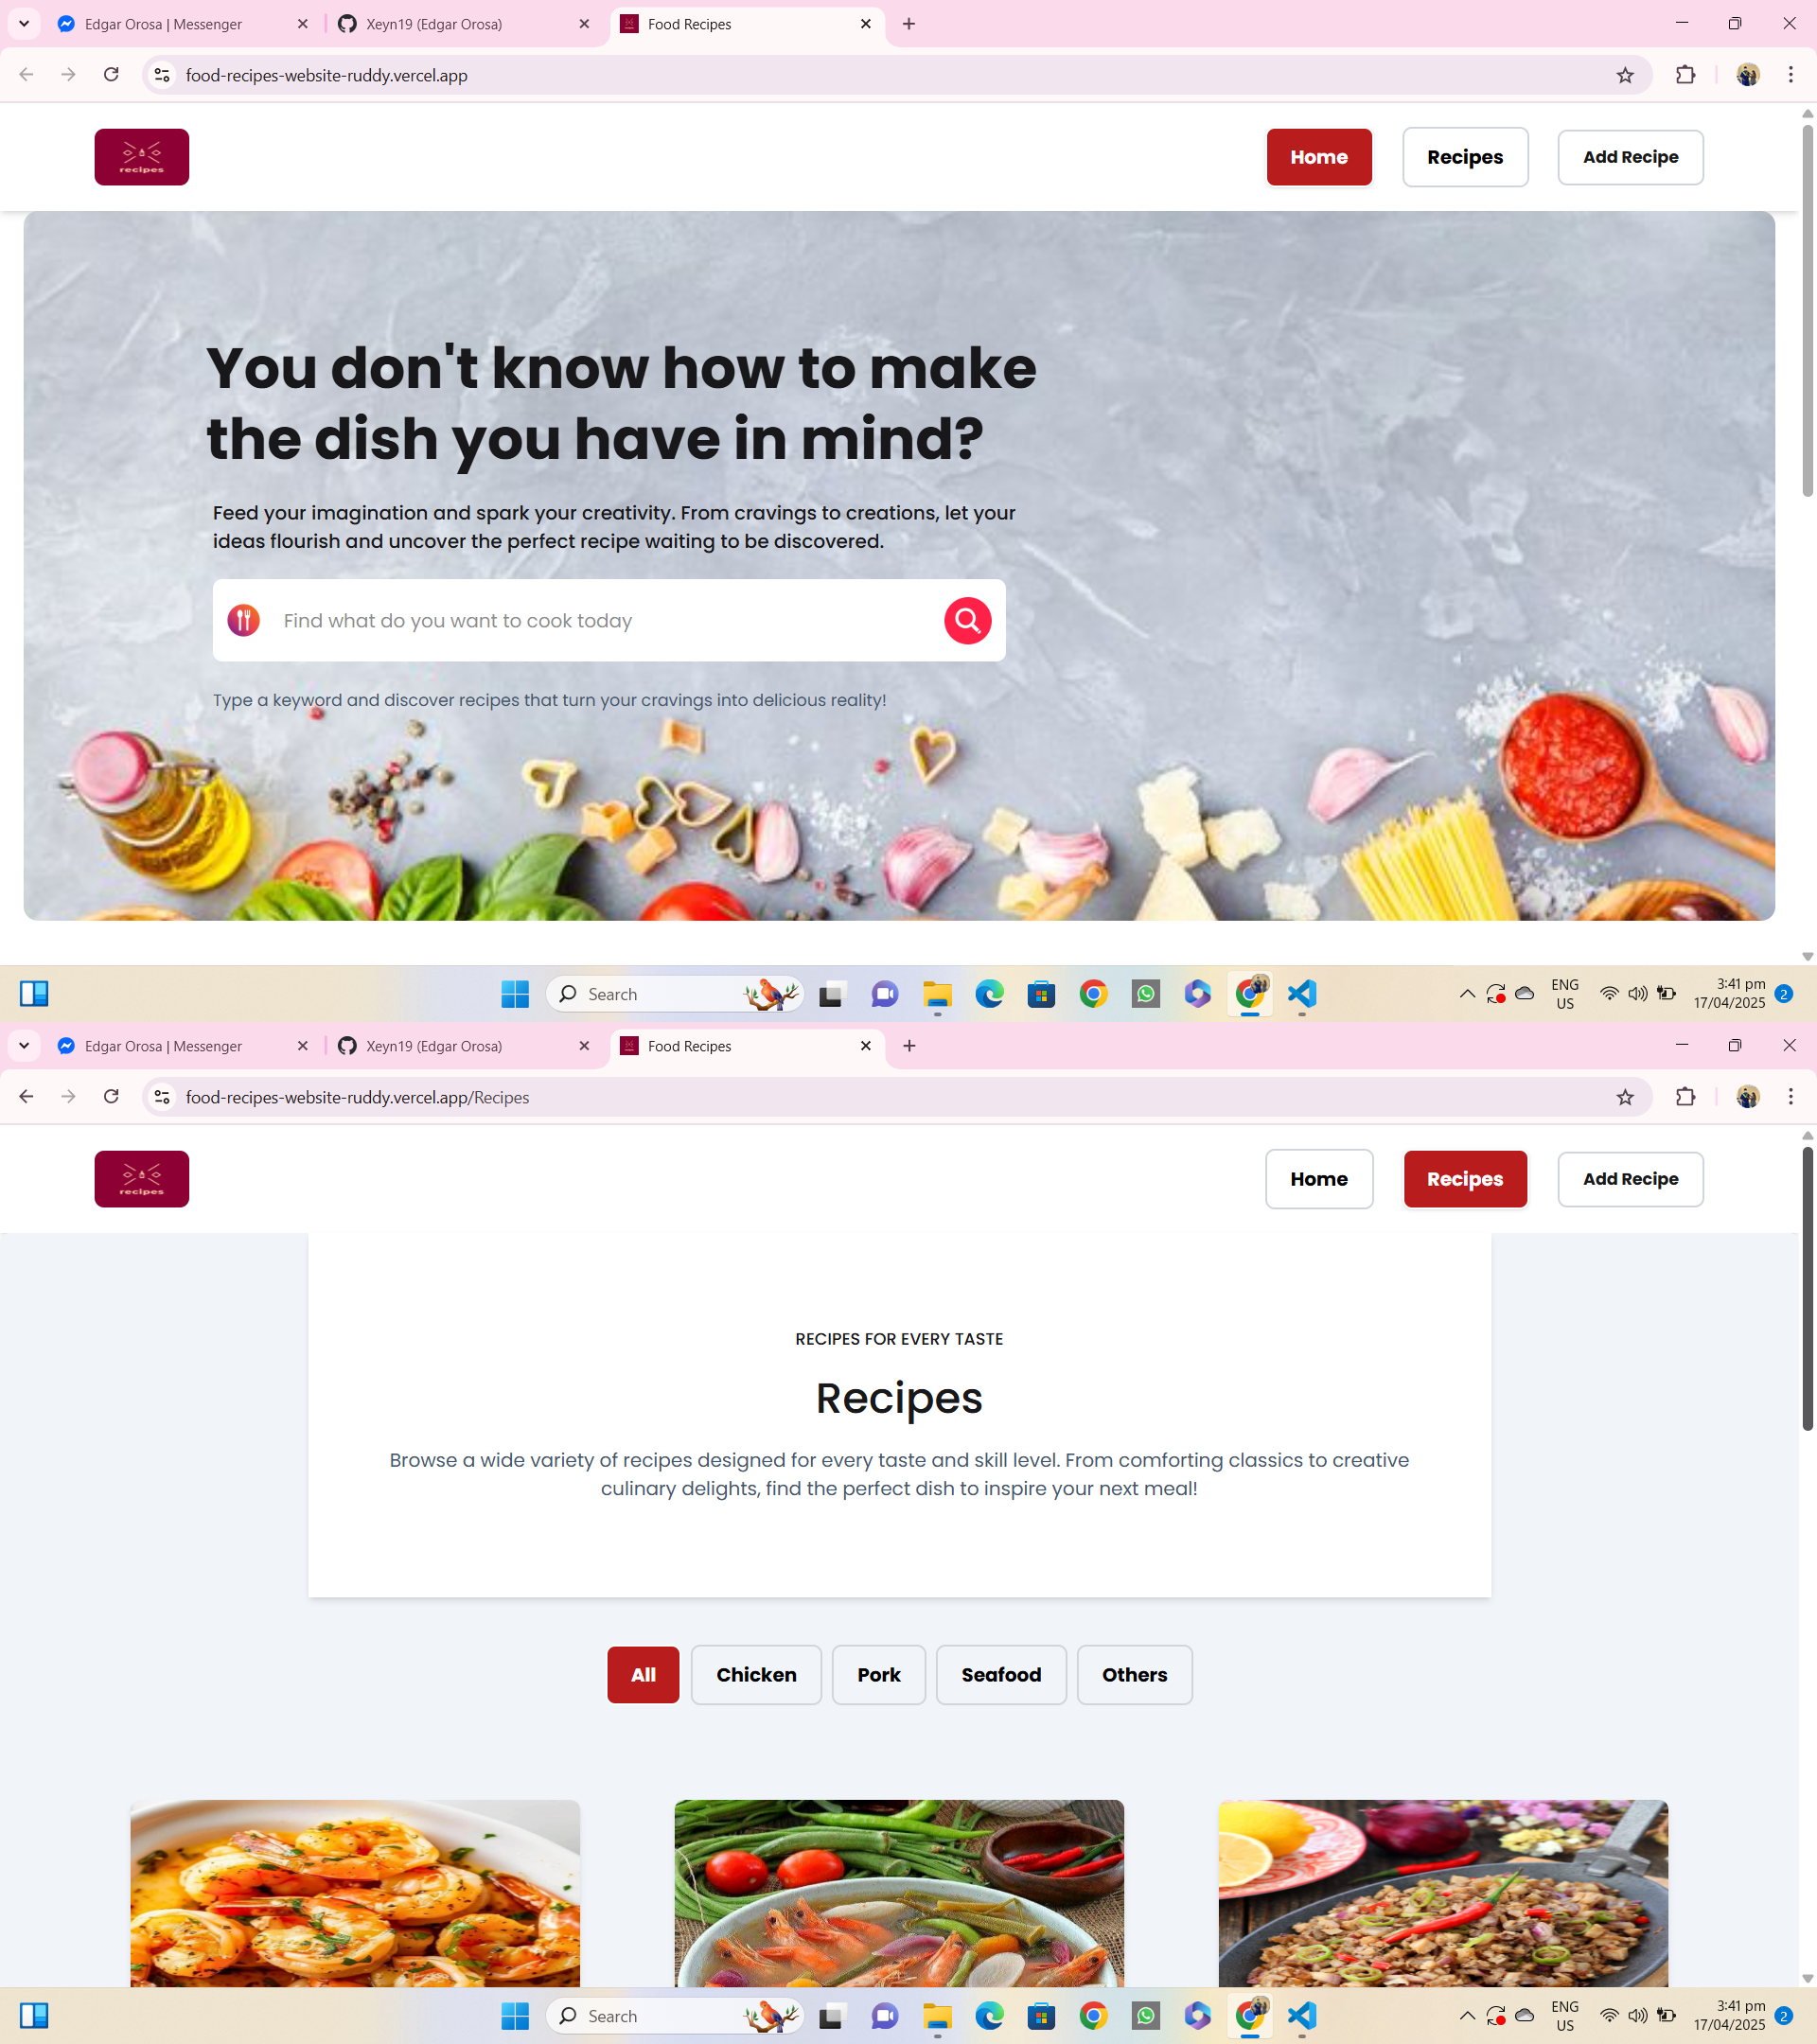 Edgar Orosa | Messenger
Xeyn19 (Edgar Orosa)
Food Recipes
food-recipes-website-ruddy.vercel.app
recipes
Home
Recipes
Add Recipe
You don't know how to make
the dish you have in mind?
Feed your imagination and spark your creativity. From cravings to creations, let your
ideas flourish and uncover the perfect recipe waiting to be discovered.
Find what do you want to cook today
Type a keyword and discover recipes that turn your cravings into delicious reality!
Search
ENG
US
3:41 pm
17/04/2025
2
Edgar Orosa | Messenger
Xeyn19 (Edgar Orosa)
Food Recipes
food-recipes-website-ruddy.vercel.app/Recipes
recipes
Home
Recipes
Add Recipe
RECIPES FOR EVERY TASTE
Recipes
Browse a wide variety of recipes designed for every taste and skill level. From comforting classics to creative
culinary delights, find the perfect dish to inspire your next meal!
All
Chicken
Pork
Seafood
Others
Search
ENG
US
3:41 pm
17/04/2025
2